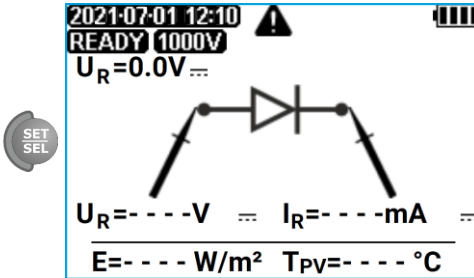 2021-07-01 12:10
READY 1000V
UR=0.0V
SET
SEL
UR=- - - -V IR=- - - -mA
E=- - - - W/m² TPV=- - - - °C